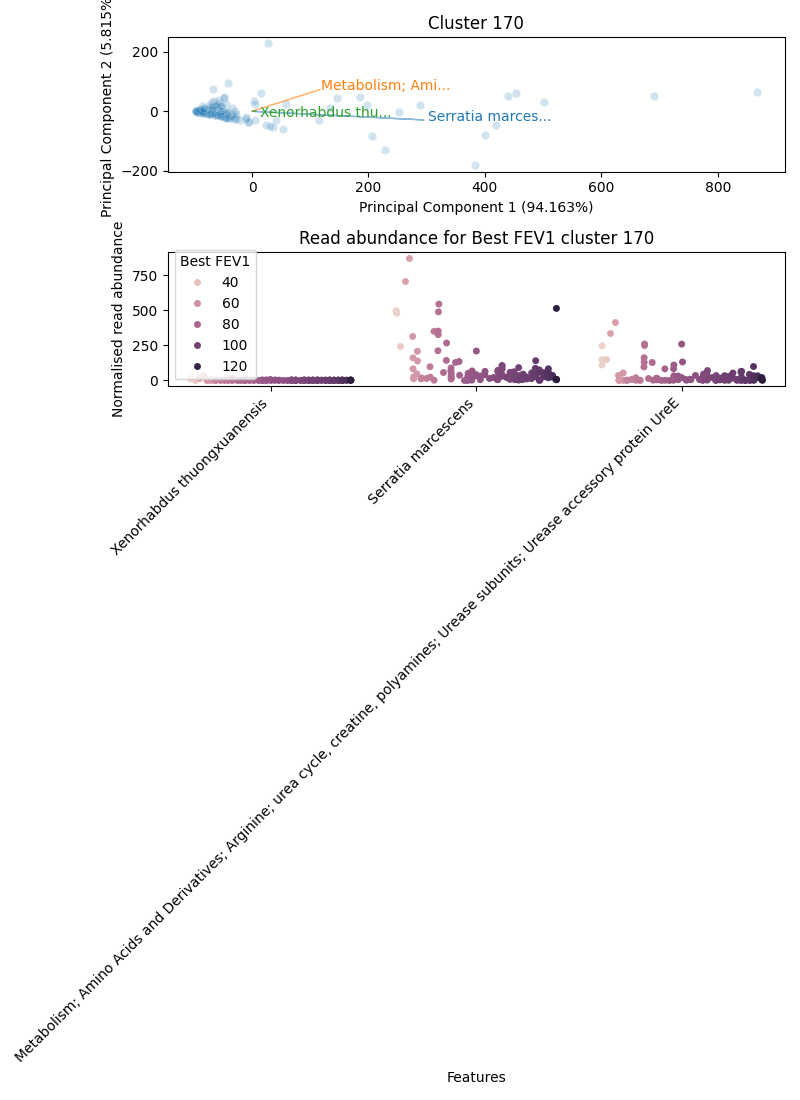 Cluster 170
Principal Component 2 (5.815%
200
0
−200
Metabolism; Ami...
Xenorhabdus thu...
Serratia marces...
0
200
400
600
800
Principal Component 1 (94.163%)
Read abundance for Best FEV1 cluster 170
Normalised read abundance
750
500
250
0
Best FEV1
40
60
80
100
120
Xenorhabdus thuongxuanensis
Serratia marcescens
Metabolism; Amino Acids and Derivatives; Arginine; urea cycle, creatine, polyamines; Urease subunits; Urease accessory protein UreE
Features